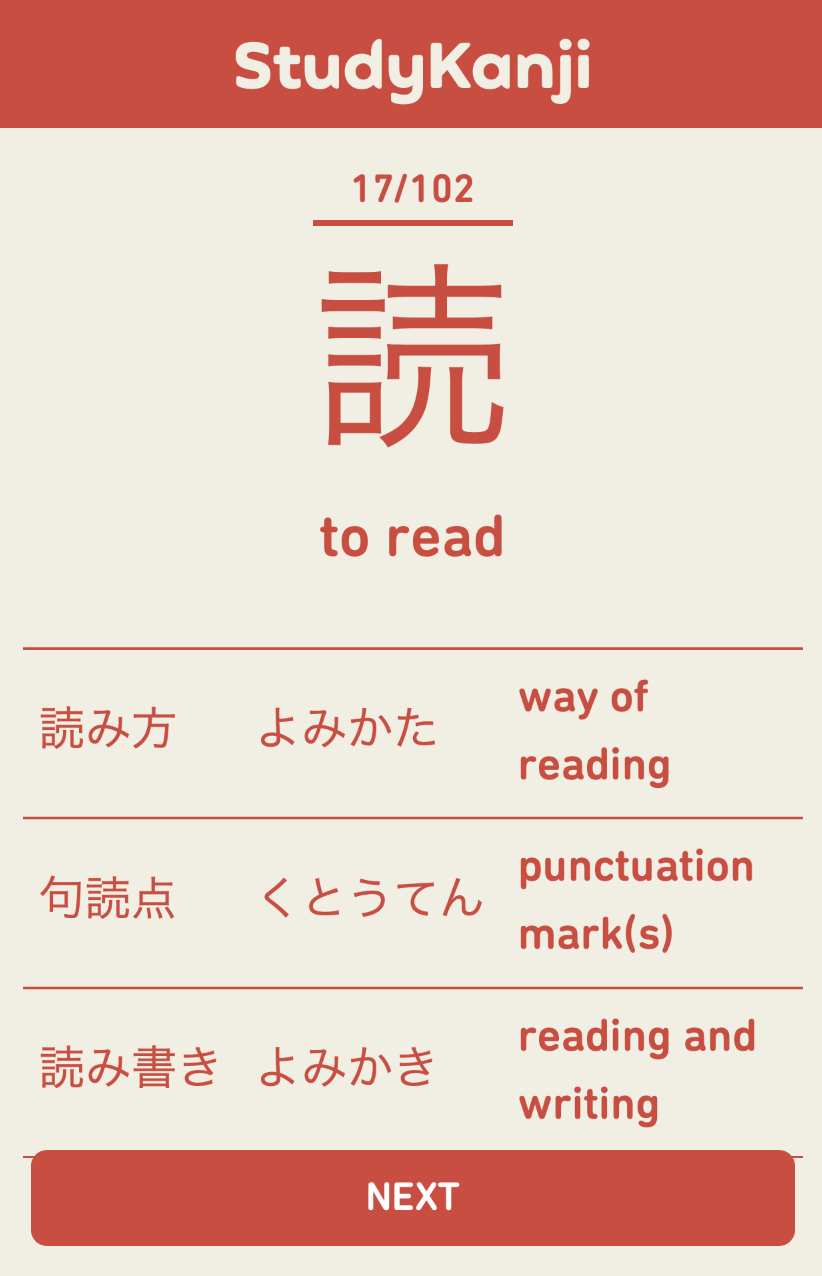 StudyKanji
17/102
読
to read
読み方 よみかた way of
reading
句読点 くとうてん punctuation
mark(s)
読み書き よみかき reading and
writing
NEXT